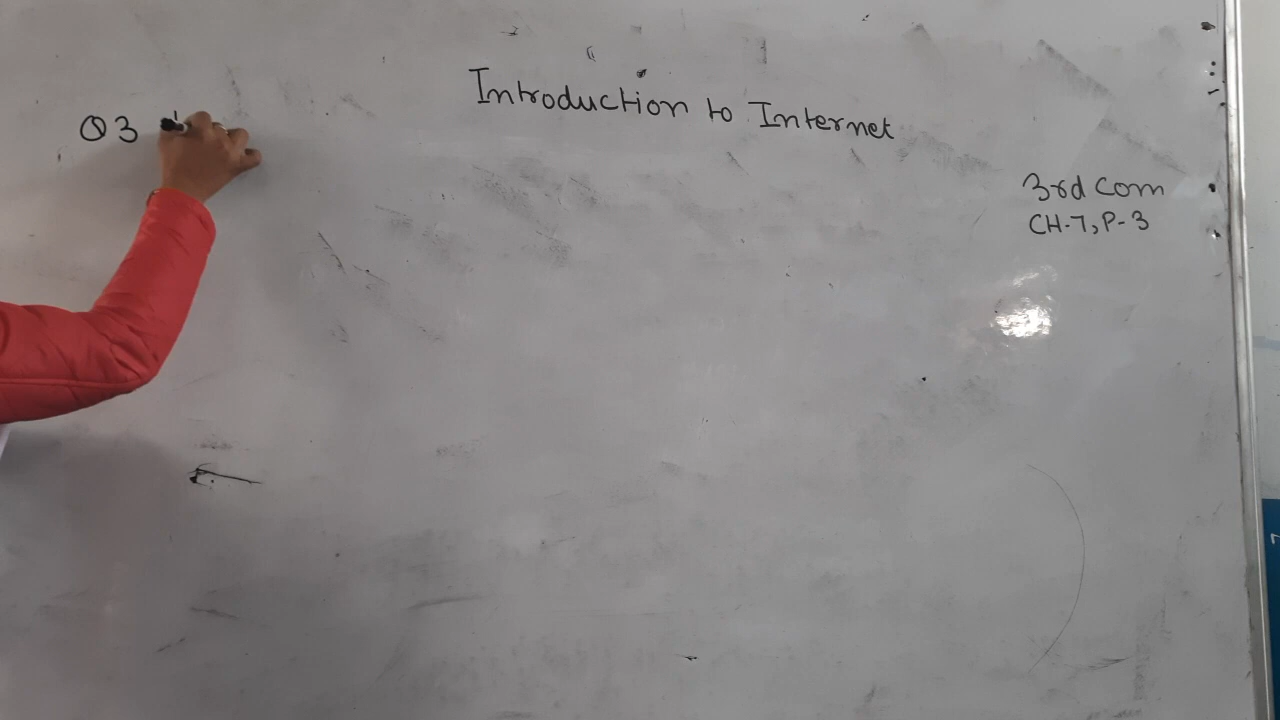 Introduction to Internet
Q3
3rd Com
CH-7, P-3